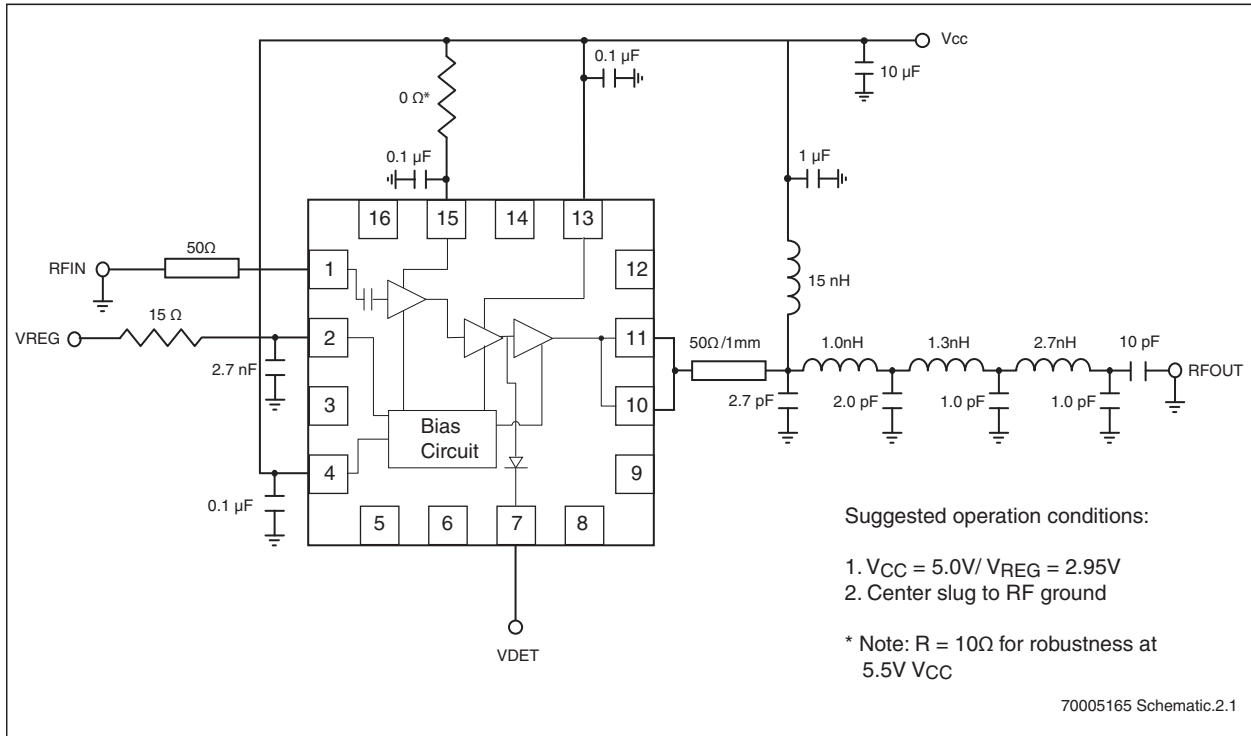 Vcc
0.1 µF
10 µF
0 Ω*
0.1 µF
1 µF
16
15
14
13
50Ω
RFIN
1
12
15 nH
15 Ω
VREG
2
11
50Ω /1mm
1.0nH
1.3nH
2.7nH
10 pF
RFOUT
2.7 nF
3
10
2.7 pF
2.0 pF
1.0 pF
1.0 pF
Bias
Circuit
4
9
0.1 µF
5
6
7
8
VDET
Suggested operation conditions:
1. VCC = 5.0V/ VREG = 2.95V
2. Center slug to RF ground
* Note: R = 10Ω for robustness at
5.5V VCC
70005165 Schematic.2.1